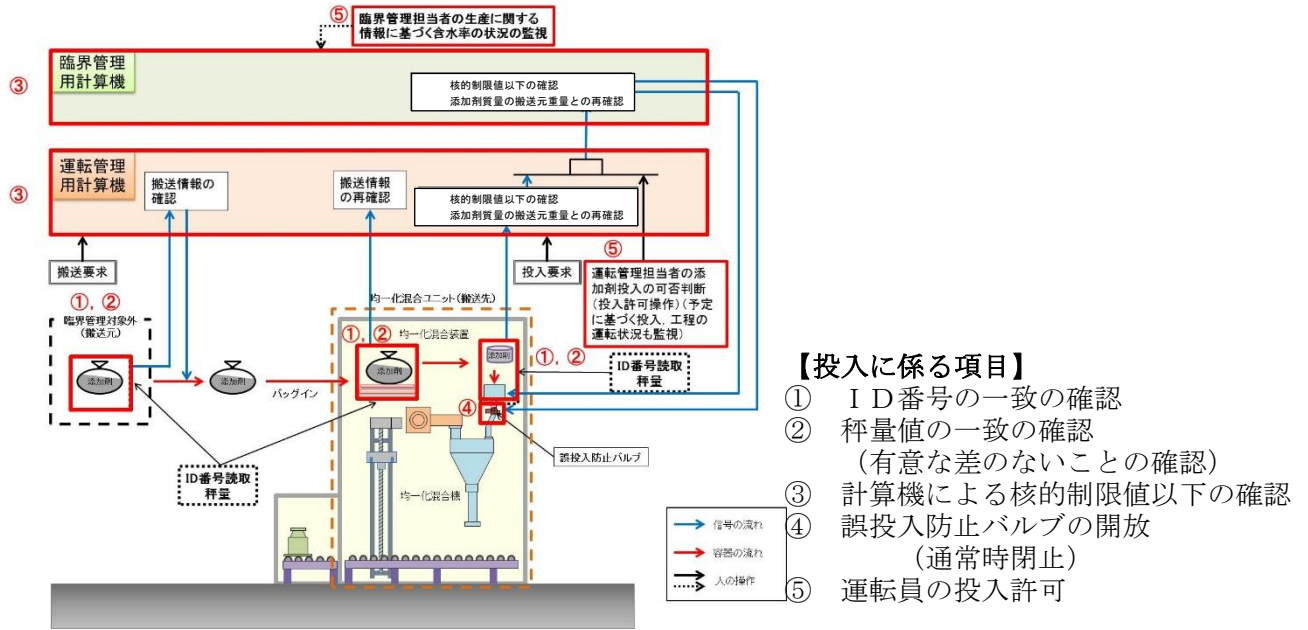 ⑤
臨界管理担当者の生産に関する
情報に基づく含水率の状況の監視
③
臨界管理
用計算機
核的制限値以下の確認
添加剤質量の搬送元重量との再確認
③
運転管理
用計算機
搬送情報の
確認
搬送情報
の再確認
核的制限値以下の確認
添加剤質量の搬送元重量との再確認
搬送要求
投入要求
⑤
運転管理担当者の添
加剤投入の可否判断
(投入許可操作)(予定
に基づく投入、工程の
運転状況も監視)
①, ②
臨界管理対象外
(搬送元)
添加剤
添加剤
バッグイン
均一化混合ユニット(搬送先)
均一化混合装置
①, ②
添加剤
添加剤
①, ②
ID番号読取
秤量
④
誤投入防止バルブ
ID番号読取
秤量
均一化混合機
信号の流れ
容器の流れ
人の操作
【投入に係る項目】
① ID番号の一致の確認
② 秤量値の一致の確認
(有意な差のないことの確認)
③ 計算機による核的制限値以下の確認
④ 誤投入防止バルブの開放
(通常時閉止)
⑤ 運転員の投入許可